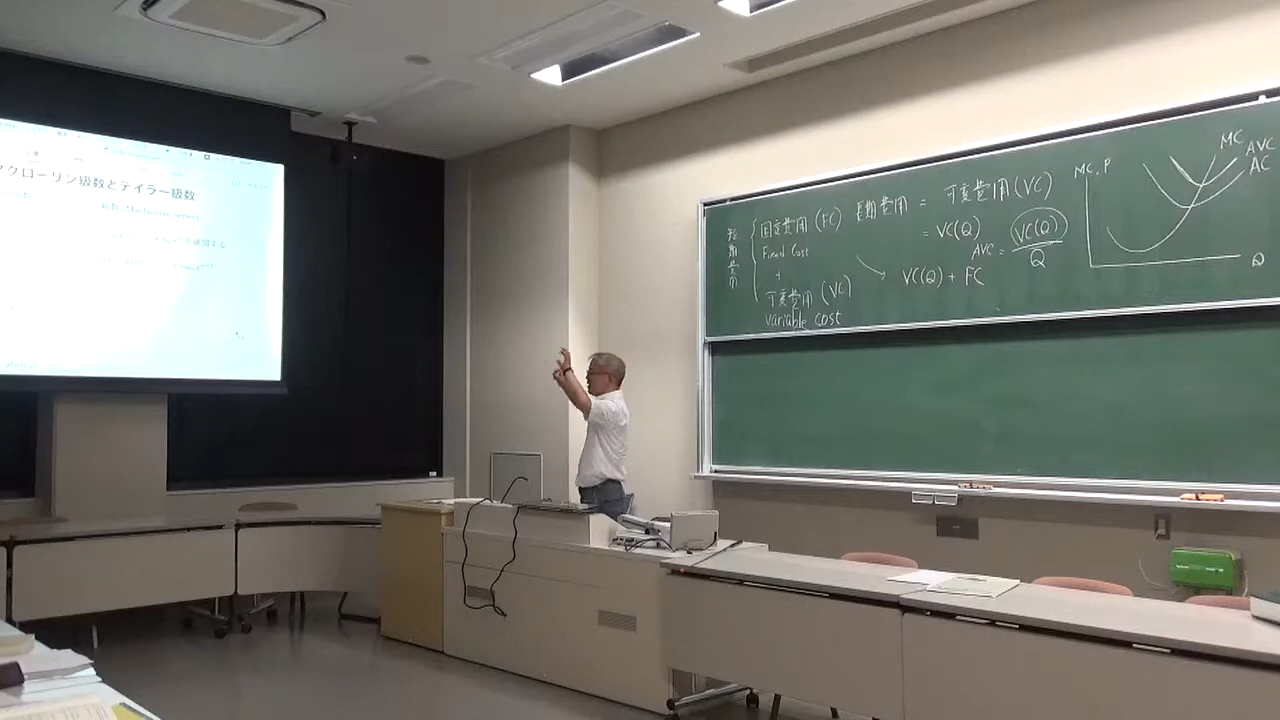 マクローリン級数とテイラー級数
短期費用
固定費用 (FC)
Fixed Cost
+
可変費用 (VC)
variable cost
長期費用 = 可変費用 (VC)
= VC(Q)
AVC = VC(Q) / Q
VC(Q) + FC
MC, P
MC
AVC
AC
Q